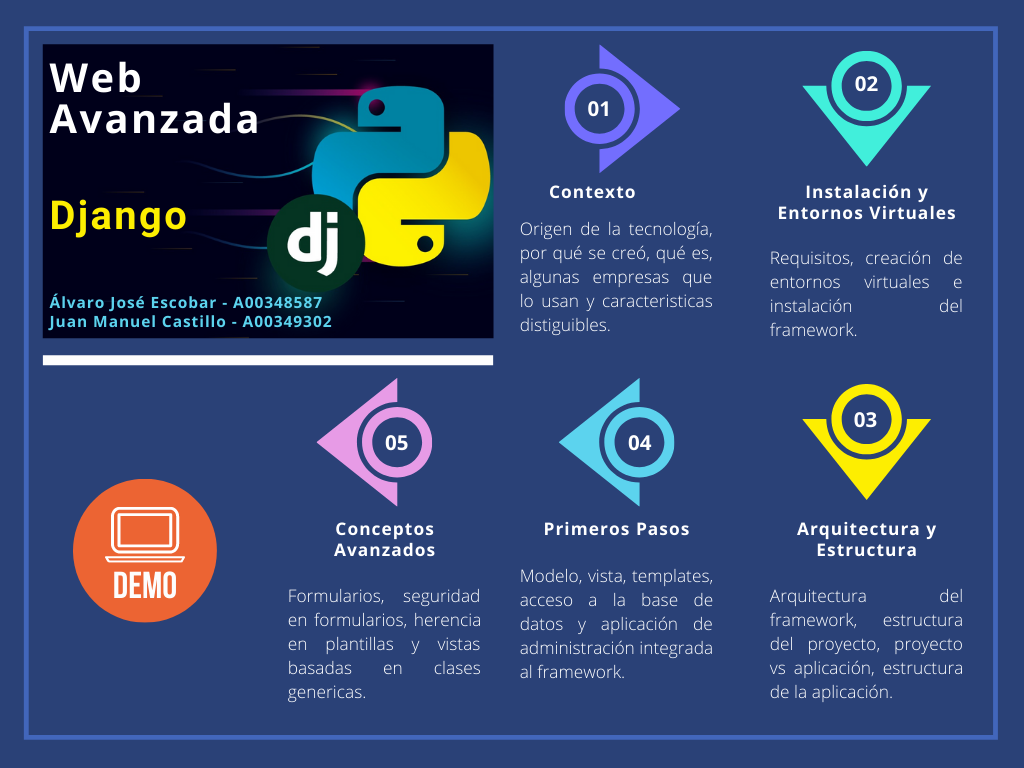 Web
Avanzada
Django
dj
Álvaro José Escobar - A00348587
Juan Manuel Castillo - A00349302
01
Contexto
Origen de la tecnología,
por qué se creó, qué es,
algunas empresas que
lo usan y caracteristicas
distiguibles.
02
Instalación y
Entornos Virtuales
Requisitos, creación de
entornos virtuales e
instalación del
framework.
03
Arquitectura y
Estructura
Arquitectura del
framework, estructura
del proyecto, proyecto
vs aplicación, estructura
de la aplicación.
04
Primeros Pasos
Modelo, vista, templates,
acceso a la base de
datos y aplicación de
administración integrada
al framework.
05
Conceptos
Avanzados
Formularios, seguridad
en formularios, herencia
en plantillas y vistas
basadas en clases
genericas.
DEMO